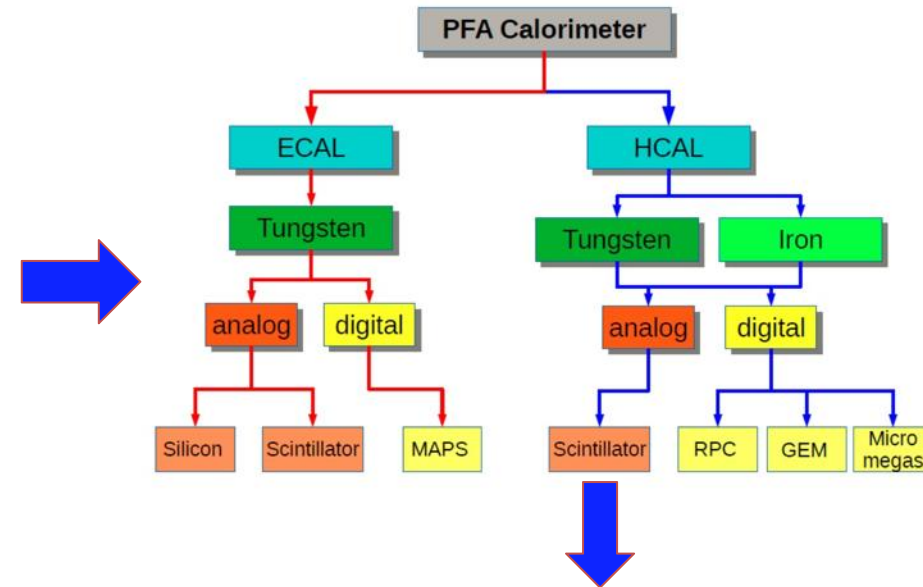 PFA Calorimeter
ECAL
HCAL
Tungsten
Tungsten
Iron
analog
digital
analog
digital
Silicon
Scintillator
MAPS
Scintillator
RPC
GEM
Micro
megas